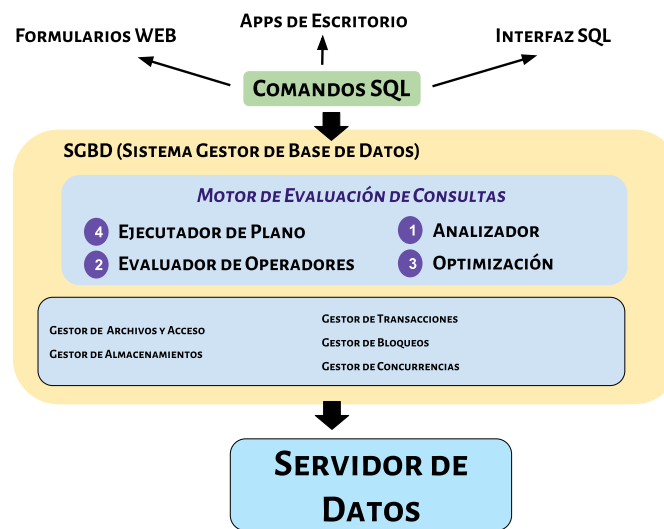 Formularios WEB
Apps de Escritorio
Interfaz SQL
Comandos SQL
SGBD (Sistema Gestor de Base de Datos)
Motor de Evaluación de Consultas
4 Ejecutador de Plano
1 Analizador
2 Evaluador de Operadores
3 Optimización
Gestor de Archivos y Acceso
Gestor de Almacenamientos
Gestor de Transacciones
Gestor de Bloqueos
Gestor de Concurrencias
Servidor de
Datos